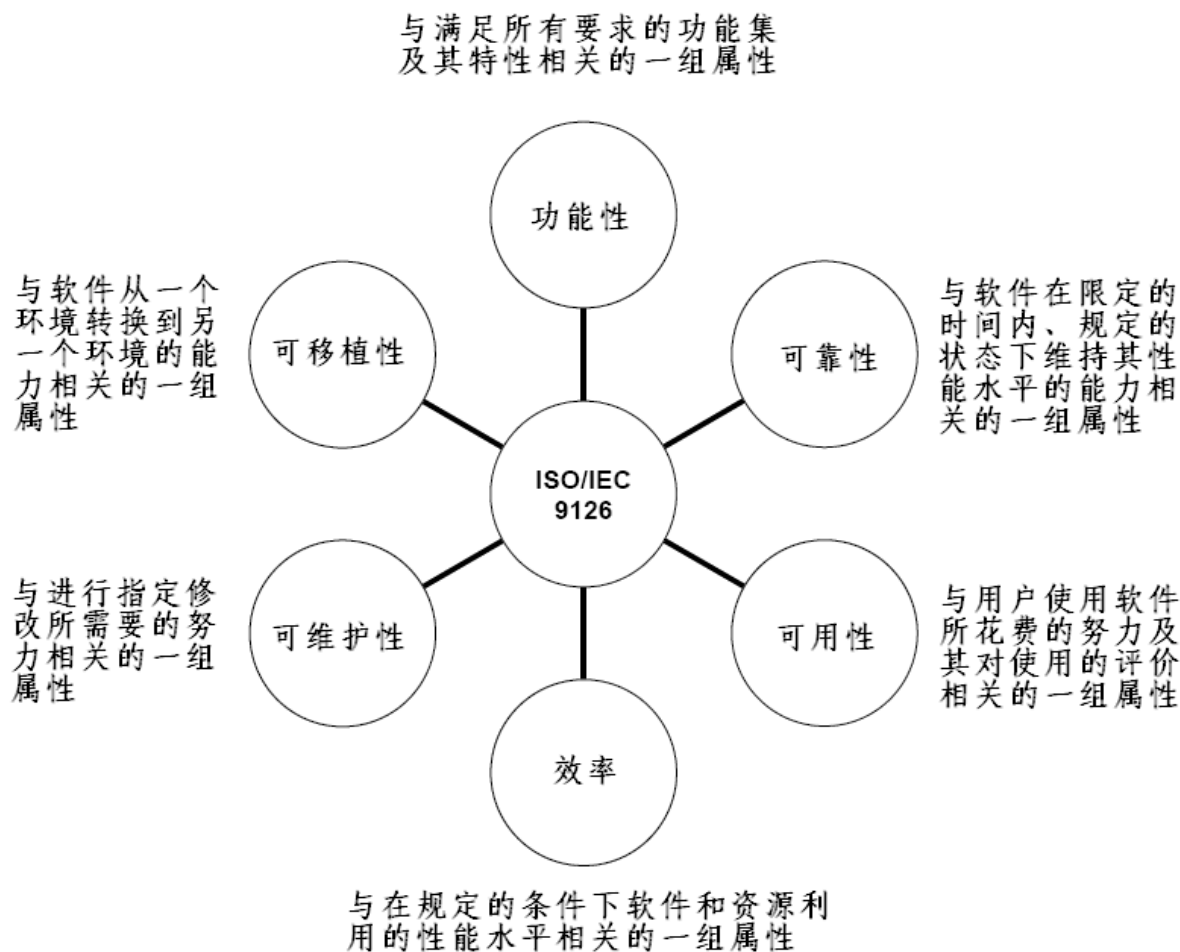 与满足所有要求的功能集
及其特性相关的一组属性
功能性
与软件从一个
环境转换到另
一个环境的能
力相关的一组
属性
可移植性
可靠性
与软件在限定的
时间内、规定的
状态下维持其性
能水平的能力相
关的一组属性
ISO/IEC
9126
与进行指定修
改所需要的努
力相关的一组
属性
可维护性
可用性
与用户使用软件
所花费的努力及
其对使用的评价
相关的一组属性
效率
与在规定的条件下软件和资源利
用的性能水平相关的一组属性